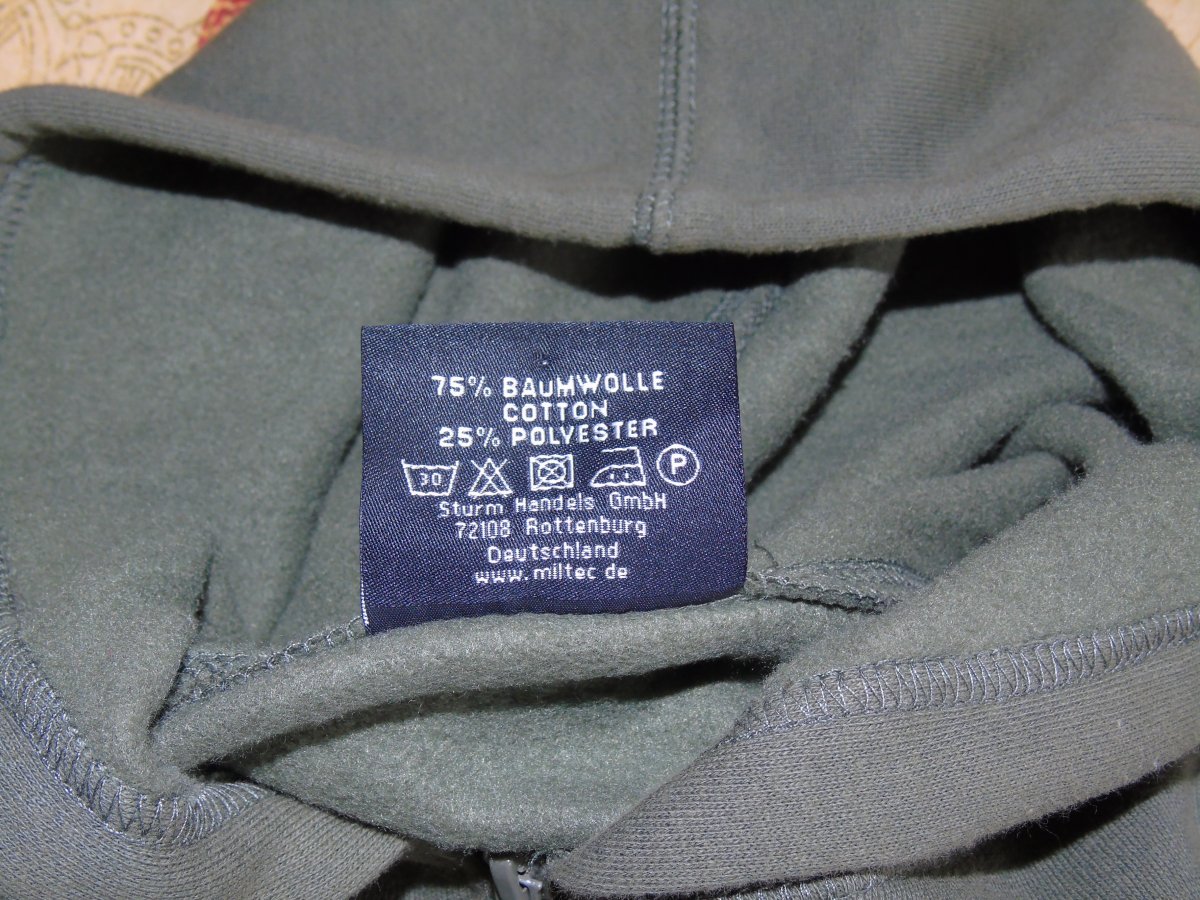 75% BAUMWOLLE
COTTON
25% POLYESTER
30 P
Sturm Handels GmbH
72108 Rottenburg
Deutschland
www.miltec.de